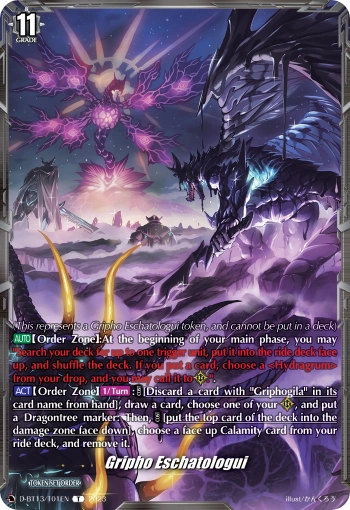 11
GRADE
(This represents a Gripho Eschatologui token, and cannot be put in a deck)
AUTO【Order Zone】:At the beginning of your main phase, you may
"Search your deck for up to one trigger unit, put it into the ride deck face
up, and shuffle the deck. If you put a card, choose a <Hydragrum>
from your drop, and you may call it to R".
ACT【Order Zone】1/Turn:[Discard a card with "Griphogila" in its
card name from hand], draw a card, choose one of your R, and put
a Dragontree marker. Then, [put the top card of the deck into the
damage zone face down], choose a face up Calamity card from your
ride deck, and remove it.
Gripho Eschatologui
TOKEN(SET)ORDER
D-BT13/T01EN T 2023
illust/かんくろう